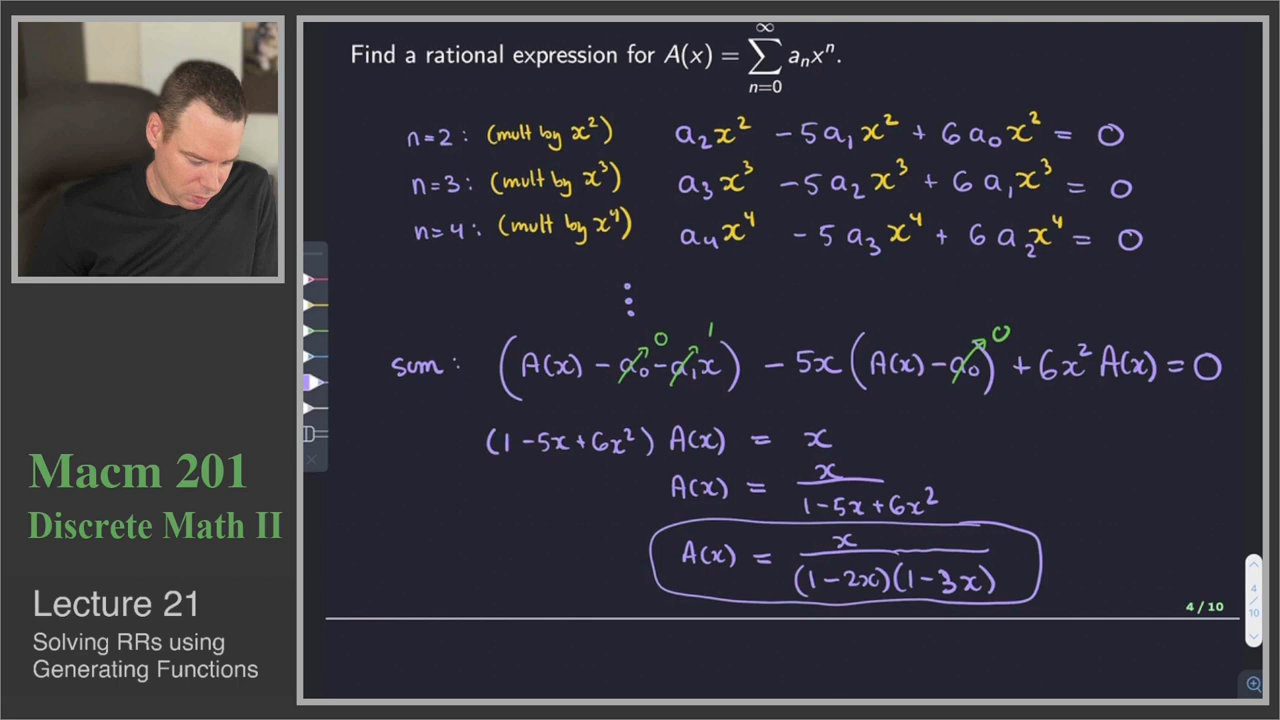 Find a rational expression for A(x) = ∑_{n=0}^{∞} a_n x^n.
n=2: (mult by x²) a₂x² - 5a₁x² + 6a₀x² = 0
n=3: (mult by x³) a₃x³ - 5a₂x³ + 6a₁x³ = 0
n=4: (mult by x⁴) a₄x⁴ - 5a₃x⁴ + 6a₂x⁴ = 0
⋮
0 1 0
sum: (A(x) - a₀ - a₁x) - 5x(A(x) - a₀) + 6x²A(x) = 0
(1-5x+6x²) A(x) = x
A(x) = x / 1-5x+6x²
A(x) = x / (1-2x)(1-3x)
4 / 10
4
/
10
Macm 201
Discrete Math II
Lecture 21
Solving RRs using
Generating Functions